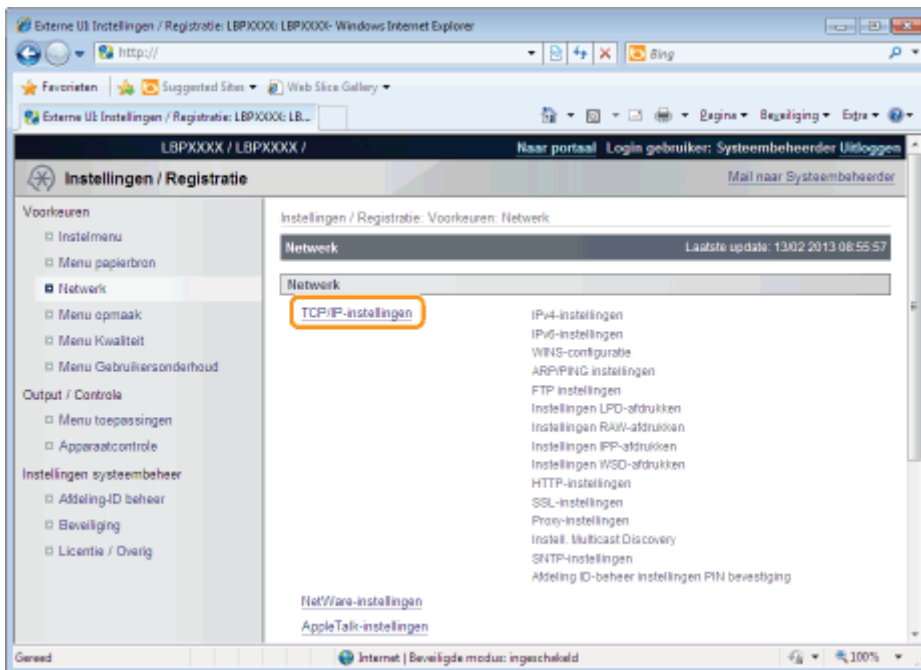 Externe UI: Instellingen / Registratie: LBPXXXX: LBPXXXX- Windows Internet Explorer
http://
Bing
Favorieten Suggested Sites Web Slice Gallery
Externe UI: Instellingen / Registratie: LBPXXXX: LB... Pagina Beveiliging Extra
LBPXXXX / LBPXXXX / Naar portaal Login gebruiker: Systeembeheerder Uitloggen
Instellingen / Registratie Mail naar Systeembeheerder
Voorkeuren
Instelmenu
Menu papierbron
Netwerk
Menu opmaak
Menu Kwaliteit
Menu Gebruikersonderhoud
Output / Controle
Menu toepassingen
Apparaatcontrole
Instellingen systeembeheer
Afdeling-ID beheer
Beveiliging
Licentie / Overig
Instellingen / Registratie: Voorkeuren: Netwerk
Netwerk Laatste update: 13/02 2013 08:55:57
Netwerk
TCP/IP-instellingen
IPv4-instellingen
IPv6-instellingen
WINS-configuratie
ARP/PING instellingen
FTP instellingen
Instellingen LPD-afdrukken
Instellingen RAW-afdrukken
Instellingen IPP-afdrukken
Instellingen WSD-afdrukken
HTTP-instellingen
SSL-instellingen
Proxy-instellingen
Instell. Multicast Discovery
SNTP-instellingen
Afdeling ID-beheer instellingen PIN bevestiging
NetWare-instellingen
AppleTalk-instellingen
Gereed Internet | Beveiligde modus: ingeschakeld 100%